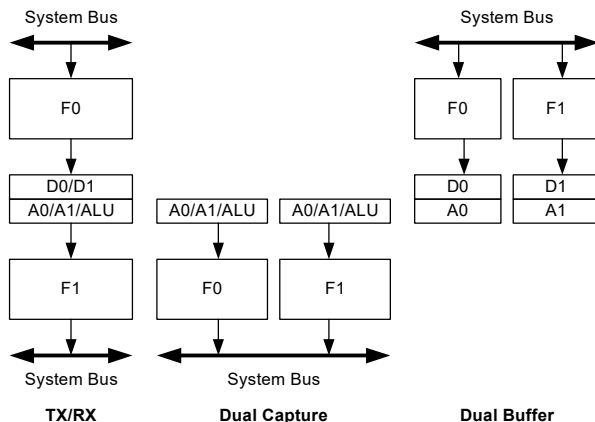 System Bus
F0
D0/D1
A0/A1/ALU
F1
System Bus
TX/RX
A0/A1/ALU A0/A1/ALU
F0 F1
System Bus
Dual Capture
System Bus
F0 F1
D0 D1
A0 A1
Dual Buffer